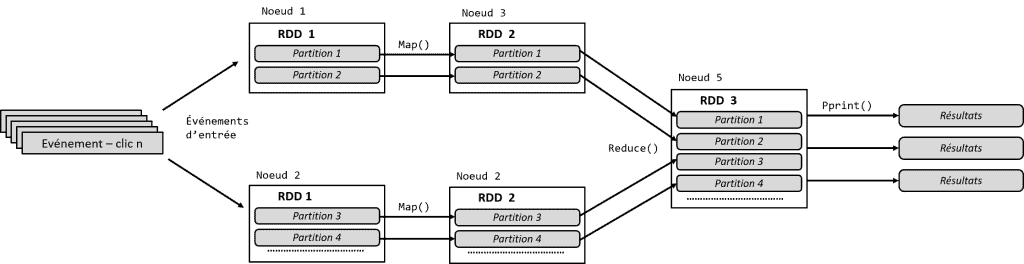 Noeud 1
RDD 1
Partition 1
Partition 2
Map()
Noeud 3
RDD 2
Partition 1
Partition 2
Evénement – clic n
Événements
d'entrée
Noeud 2
RDD 1
Partition 3
Partition 4
Map()
Noeud 2
RDD 2
Partition 3
Partition 4
Reduce()
Noeud 5
RDD 3
Partition 1
Partition 2
Partition 3
Partition 4
Pprint()
Résultats
Résultats
Résultats